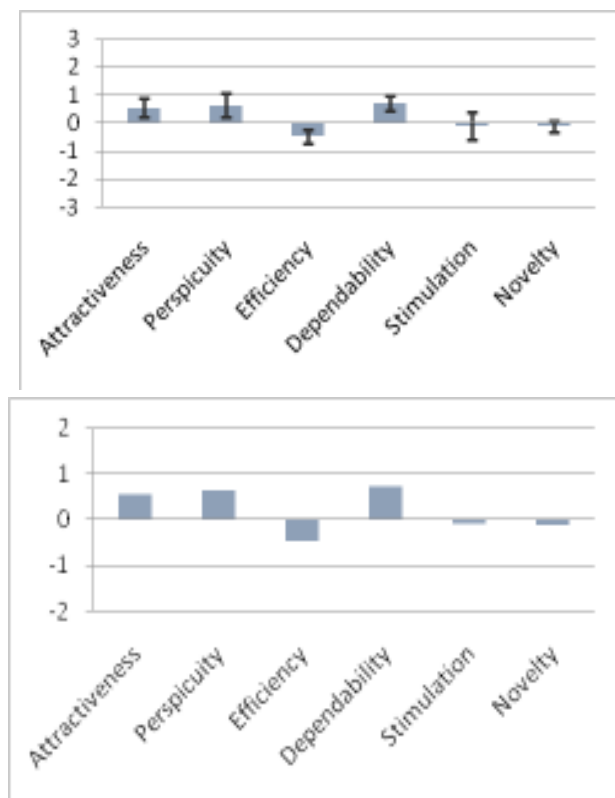 3
2
1
0
-1
-2
-3
Attractiveness
Perspicuity
Efficiency
Dependability
Stimulation
Novelty
2
1
0
-1
-2
Attractiveness
Perspicuity
Efficiency
Dependability
Stimulation
Novelty